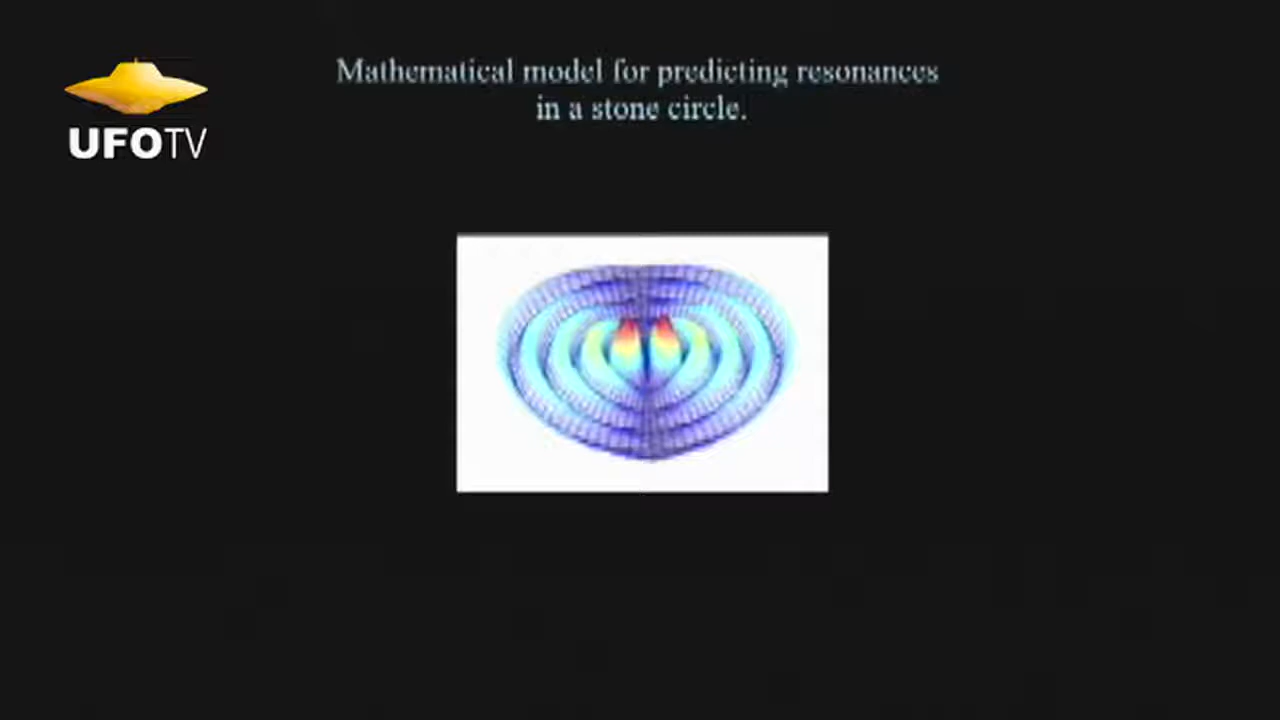 Mathematical model for predicting resonances
in a stone circle.
UFOTV